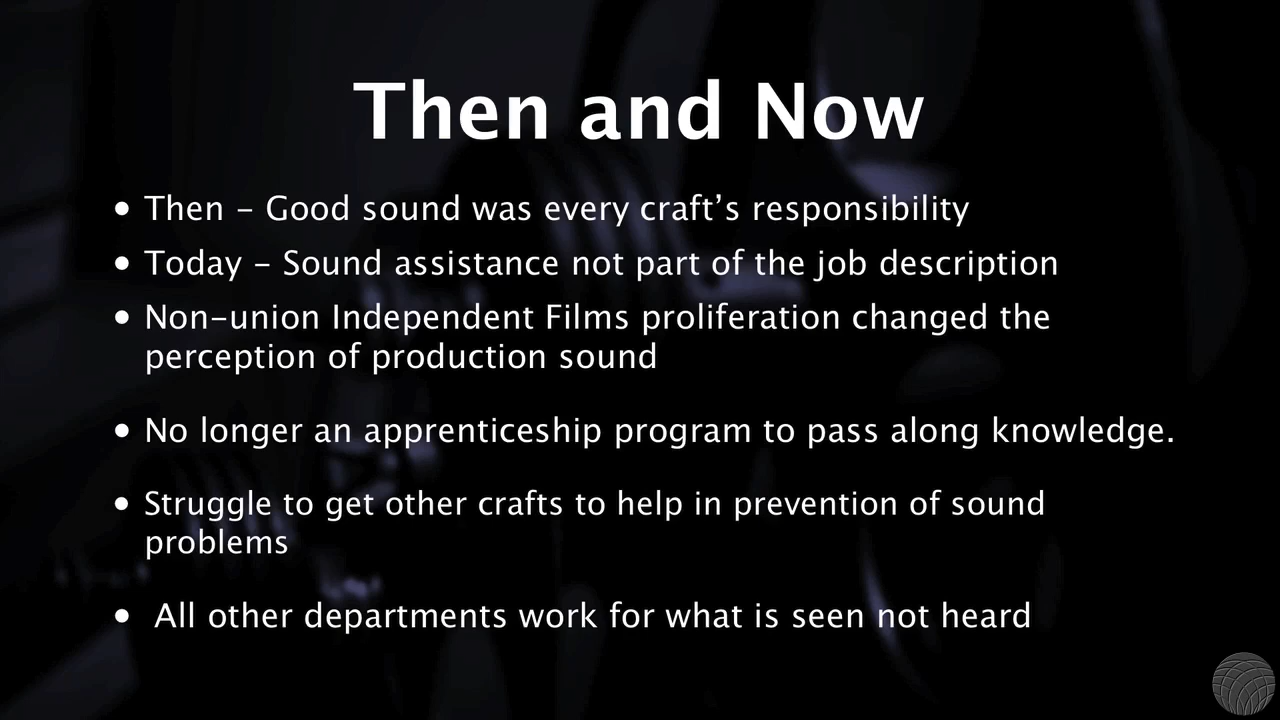 Then and Now
• Then – Good sound was every craft’s responsibility
• Today – Sound assistance not part of the job description
• Non-union Independent Films proliferation changed the
perception of production sound
• No longer an apprenticeship program to pass along knowledge.
• Struggle to get other crafts to help in prevention of sound
problems
• All other departments work for what is seen not heard